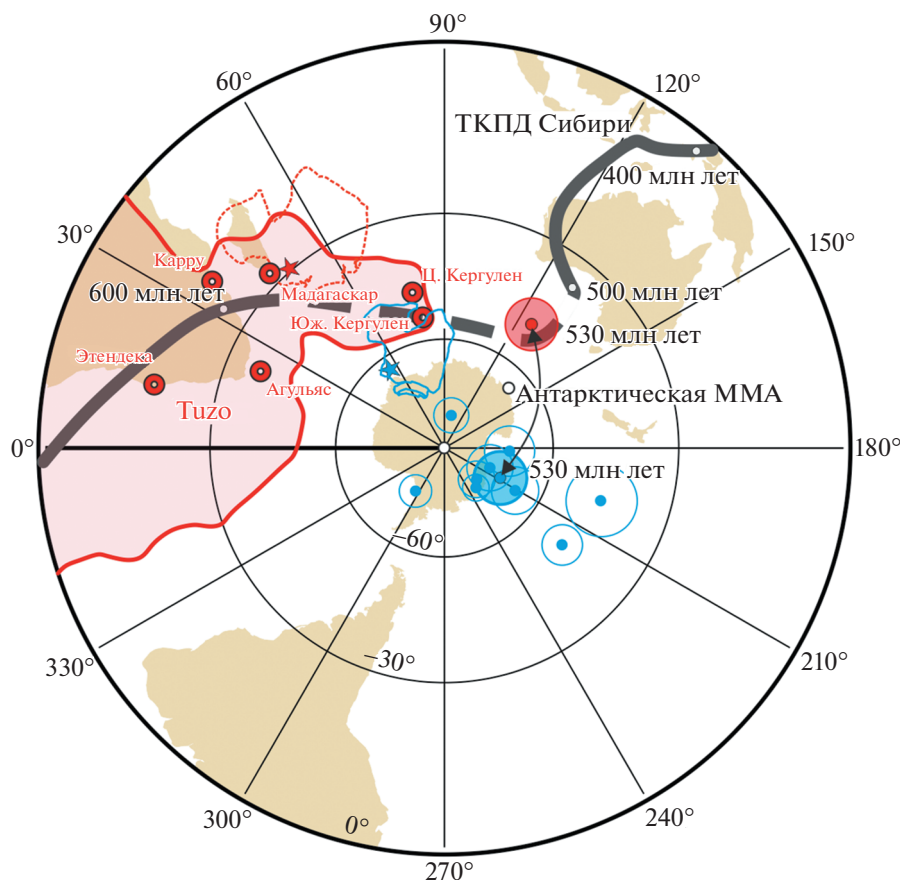 90°
60°
120°
ТКПД Сибири
400 млн лет
30°
150°
Карру
Ц. Кергулен
600 млн лет
Мадагаскар
500 млн лет
Юж. Кергулен
530 млн лет
Этендека
Агульяс
Антарктическая ММА
Tuzo
0°
180°
530 млн лет
–60°
330°
–30°
210°
300°
0°
240°
270°